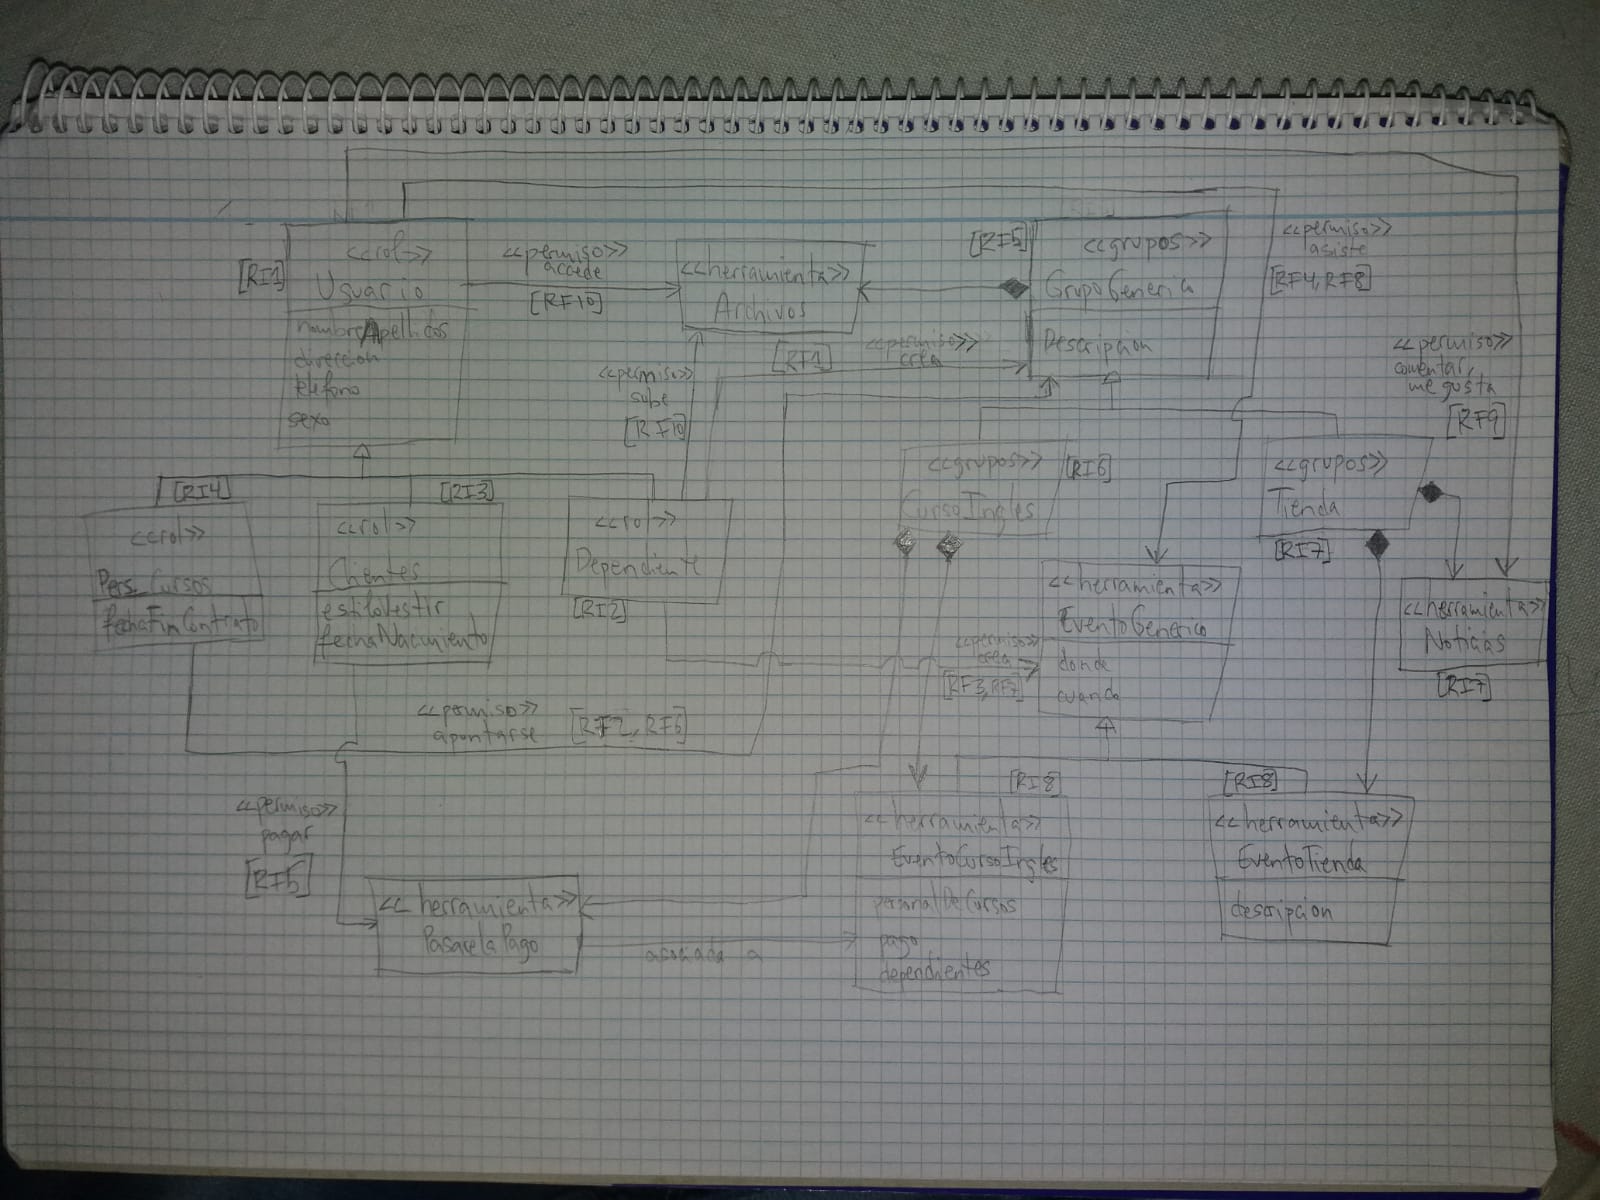 <<rol>>
Usuario
[RI1]
nombreApellidos
dirección
telefono
sexo
<<permiso>>
accede
[RF10]
<<herramienta>>
Archivos
[RI5]
<<grupos>>
GrupoGenerico
Descripcion
<<permiso>>
asiste
[RF4, RF8]
<<permiso>>
crea
[RF1]
<<permiso>>
sube
[RF10]
<<permiso>>
comentar,
me gusta
[RF9]
[RI4]
<<rol>>
Pers_Cursos
fechaFinContrato
[RI3]
<<rol>>
Clientes
estiloVestir
fechaNacimiento
<<rol>>
Dependiente
[RI2]
<<grupos>>
CursoIngles
[RI6]
<<grupos>>
Tienda
[RI7]
<<herramienta>>
EventoGenerico
donde
cuando
<<herramienta>>
Noticias
[RI7]
<<permiso>>
crea
[RF3, RF7]
<<permiso>>
apuntarse
[RF2, RF6]
<<permiso>>
pagar
[RF5]
<<herramienta>>
PasarelaPago
asociada a
[RI8]
<<herramienta>>
EventoCursoIngles
personalDeCursos
pago
dependientes
[RI8]
<<herramienta>>
EventoTienda
descripcion